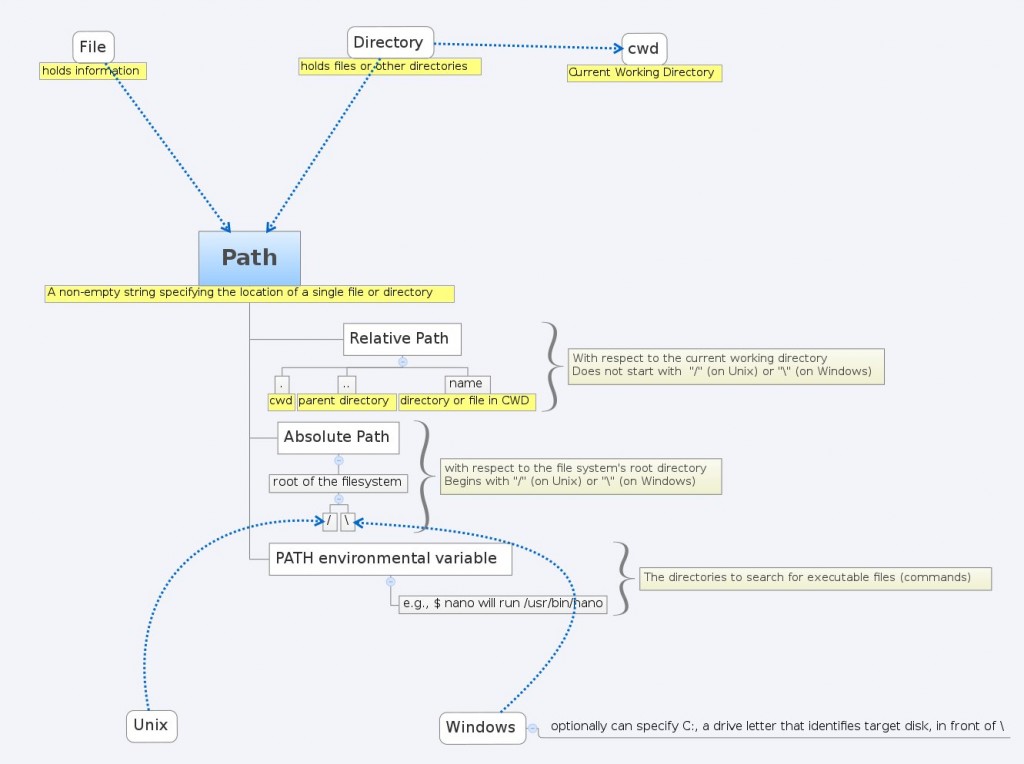 File
holds information
Directory
holds files or other directories
cwd
Current Working Directory
Path
A non-empty string specifying the location of a single file or directory
Relative Path
.
cwd
..
parent directory
name
directory or file in CWD
With respect to the current working directory
Does not start with "/" (on Unix) or "\" (on Windows)
Absolute Path
root of the filesystem
/
\
with respect to the file system's root directory
Begins with "/" (on Unix) or "\" (on Windows)
PATH environmental variable
e.g., $ nano will run /usr/bin/nano
The directories to search for executable files (commands)
Unix
Windows
optionally can specify C:, a drive letter that identifies target disk, in front of \